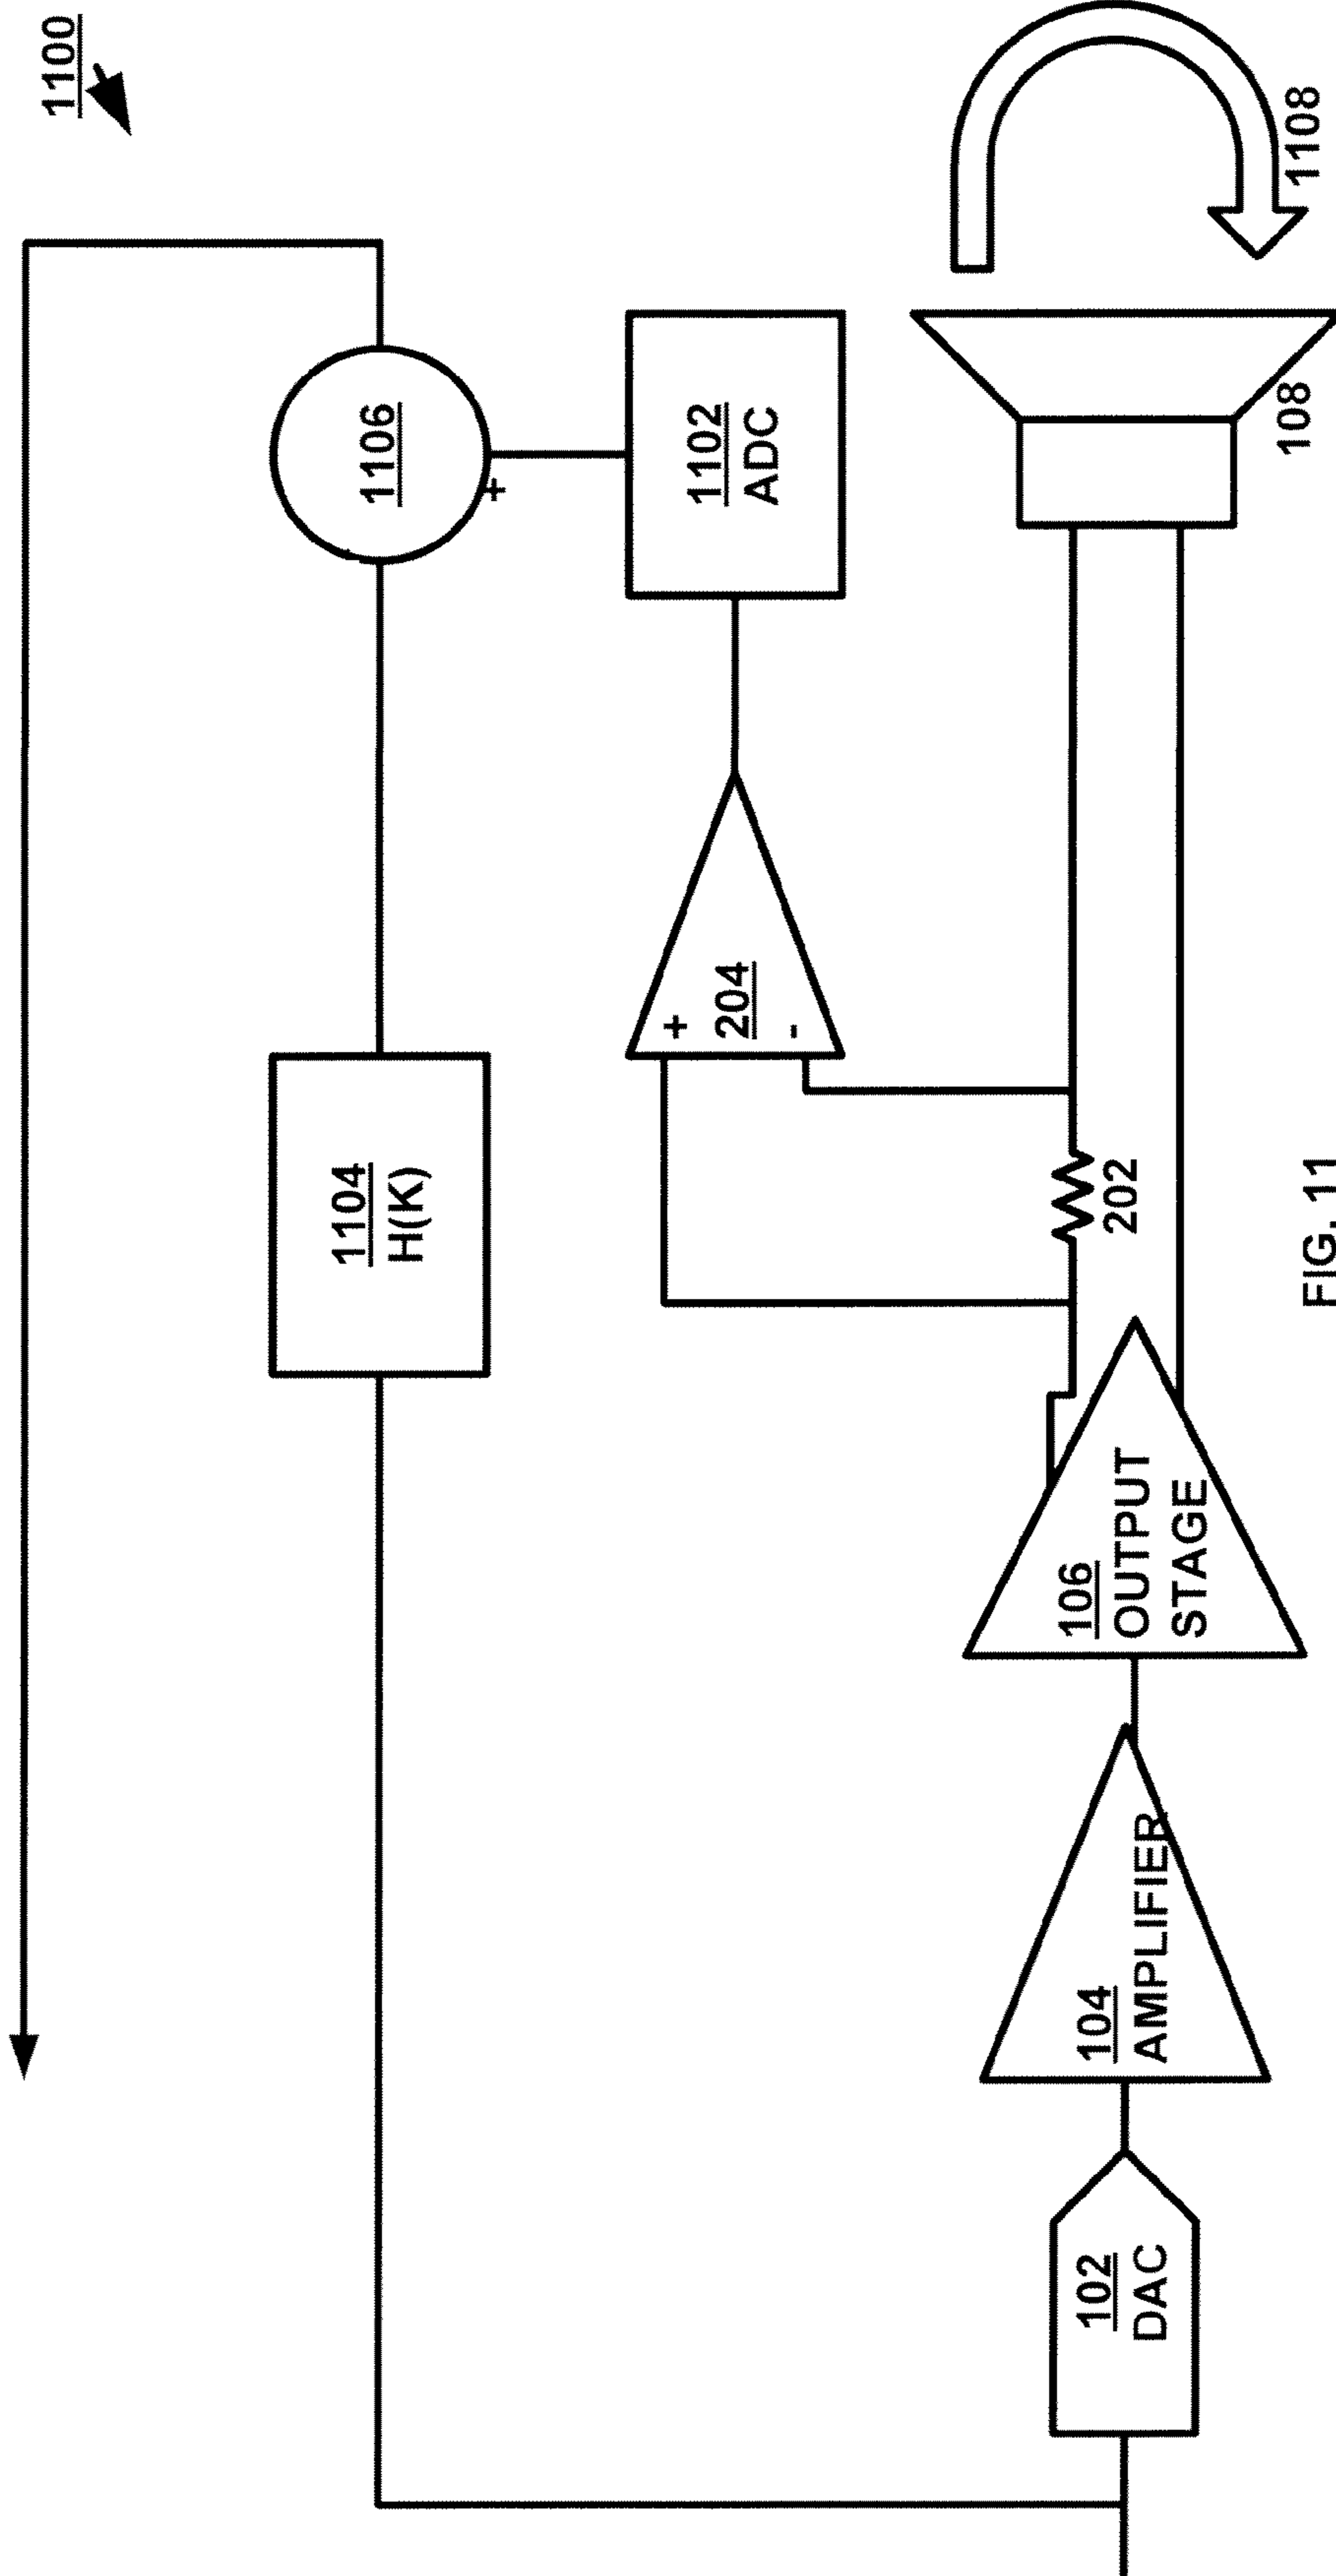 1100
1106
+
1104
H(K)
1102
ADC
+
204
-
202
108
1108
102
DAC
104
AMPLIFIER
106
OUTPUT
STAGE
FIG. 11